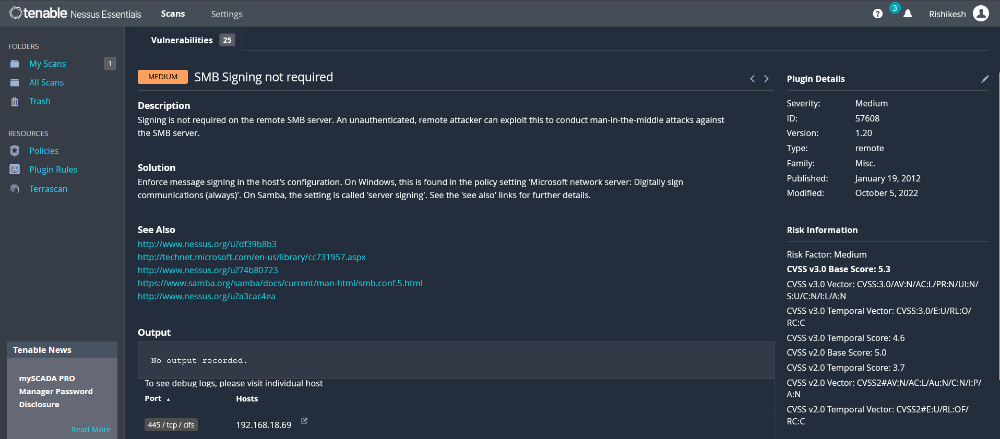 tenable Nessus Essentials Scans Settings 3 Rishikesh
FOLDERS
My Scans 1
All Scans
Trash
RESOURCES
Policies
Plugin Rules
Terrascan
Tenable News
mySCADA PRO
Manager Password
Disclosure
Read More
Vulnerabilities 25
MEDIUM SMB Signing not required
Description
Signing is not required on the remote SMB server. An unauthenticated, remote attacker can exploit this to conduct man-in-the-middle attacks against
the SMB server.
Solution
Enforce message signing in the host's configuration. On Windows, this is found in the policy setting 'Microsoft network server: Digitally sign
communications (always)'. On Samba, the setting is called 'server signing'. See the 'see also' links for further details.
See Also
http://www.nessus.org/u?df39b8b3
http://technet.microsoft.com/en-us/library/cc731957.aspx
http://www.nessus.org/u?74b80723
https://www.samba.org/samba/docs/current/man-html/smb.conf.5.html
http://www.nessus.org/u?a3cac4ea
Output
No output recorded.
To see debug logs, please visit individual host
Port Hosts
445 / tcp / cifs 192.168.18.69
Plugin Details
Severity: Medium
ID: 57608
Version: 1.20
Type: remote
Family: Misc.
Published: January 19, 2012
Modified: October 5, 2022
Risk Information
Risk Factor: Medium
CVSS v3.0 Base Score: 5.3
CVSS v3.0 Vector: CVSS:3.0/AV:N/AC:L/PR:N/UI:N/
S:U/C:N/I:L/A:N
CVSS v3.0 Temporal Vector: CVSS:3.0/E:U/RL:O/
RC:C
CVSS v3.0 Temporal Score: 4.6
CVSS v2.0 Base Score: 5.0
CVSS v2.0 Temporal Score: 3.7
CVSS v2.0 Vector: CVSS2#AV:N/AC:L/Au:N/C:N/I:P/
A:N
CVSS v2.0 Temporal Vector: CVSS2#E:U/RL:OF/
RC:C